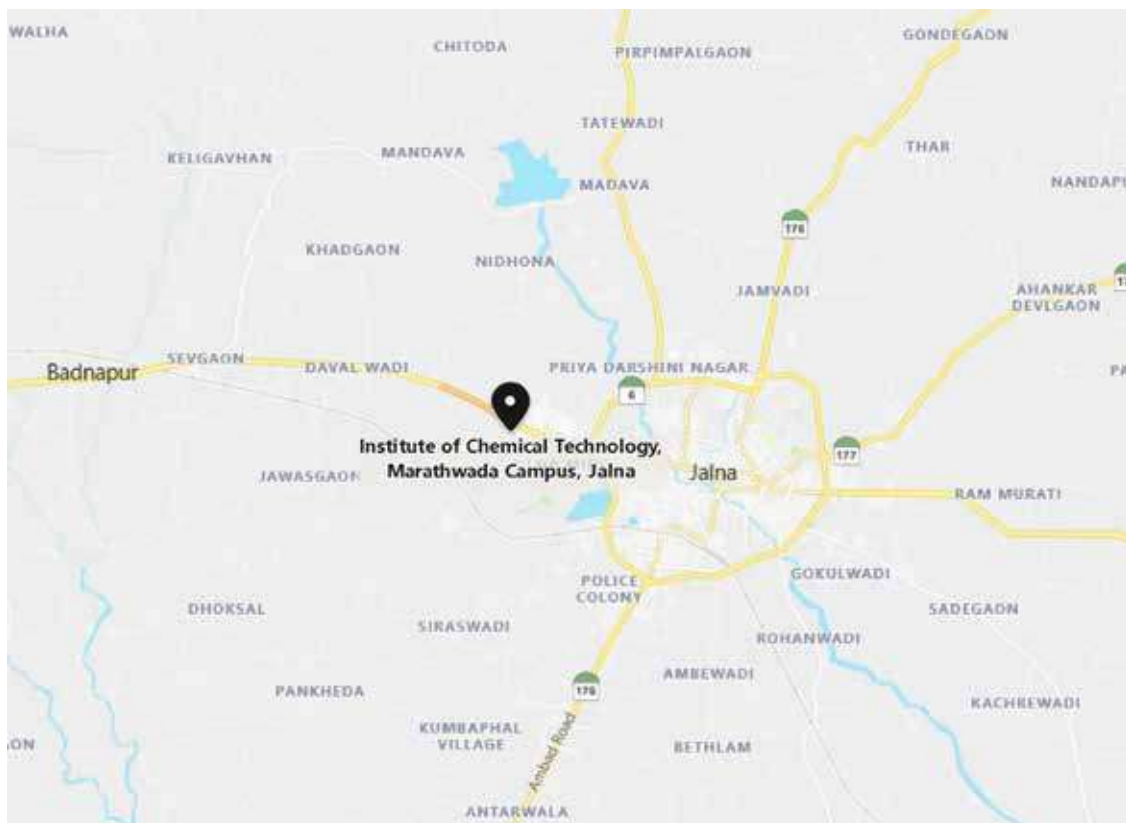 WALHA
CHITODA
GONDEGAON
PIRPIMPALGAON
TATEWADI
THAR
KELIGAVHAN
MANDAVA
MADAVA
176
KHADGAON
NIDHONA
JAMVADI
AHANKAR
DEVLGAON
SEVGAON
DAVAL WADI
PRIYA DARSHINI NAGAR
Badnapur
6
Institute of Chemical Technology,
Marathwada Campus, Jalna
177
JAWASGAON
Jalna
RAM MURATI
POLICE
COLONY
GOKULWADI
DHOKSAL
SIRASWADI
SADEGAON
ROHANWADI
AMBEWADI
176
PANKHEDA
KACHREWADI
KUMBAPHAL
VILLAGE
Ambad Road
BETHLAM
ANTARWALA